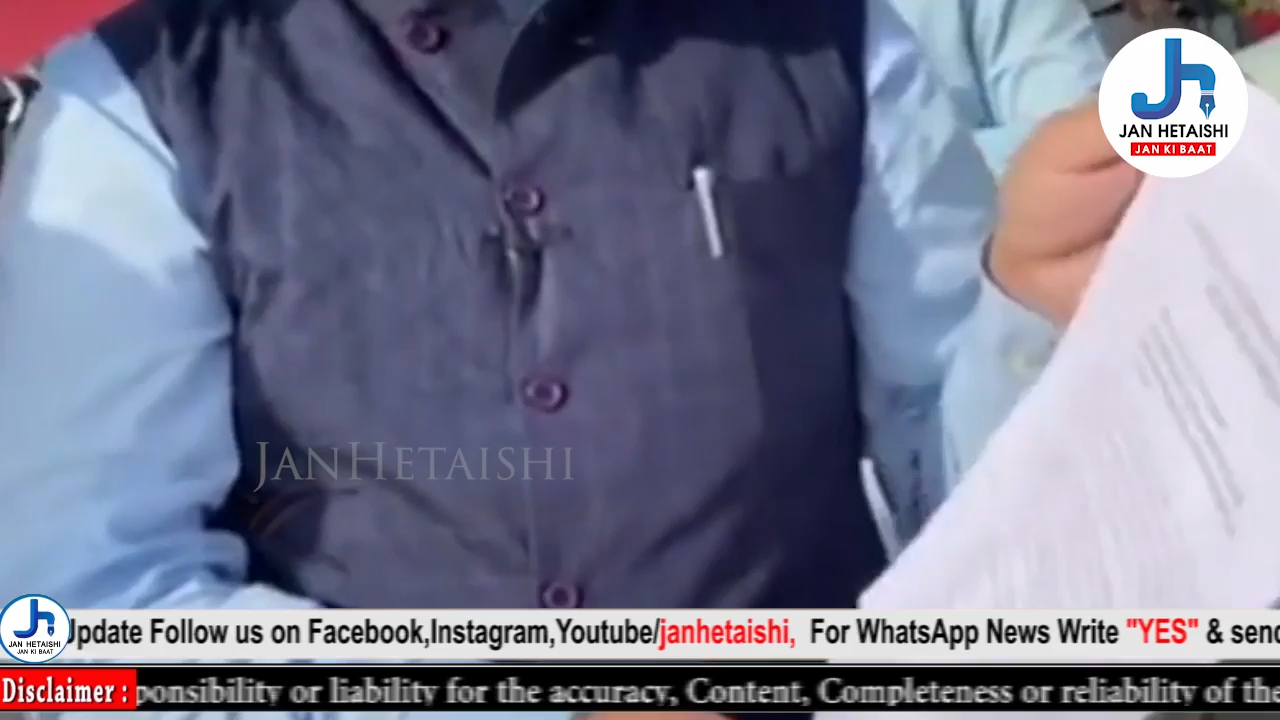 JAN HETAISHI
JAN KI BAAT
JANHETAISHI
JAN HETAISHI
JAN KI BAAT
Update Follow us on Facebook,Instagram,Youtube/janhetaishi, For WhatsApp News Write "YES" & send
Disclaimer : ponsibility or liability for the accuracy, Content, Completeness or reliability of the